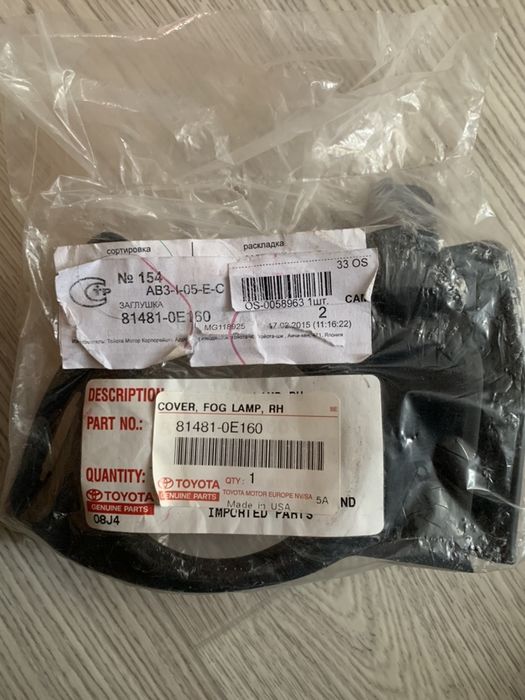 сортировка
раскладка
№ 154
АВ3-I-05-E-C
33 OS
ЗАГЛУШКА
OS-0058963 1шт.
81481-0E160
2
MG118925
17.02.2015 (11:16:22)
DESCRIPTION
COVER, FOG LAMP, RH
PART NO.:
81481-0E160
QUANTITY:
TOYOTA
QTY: 1
GENUINE PARTS
TOYOTA MOTOR EUROPE NV/SA
5A
Made in USA
ND
TOYOTA
GENUINE PARTS
08J4
IMPORTED PARTS